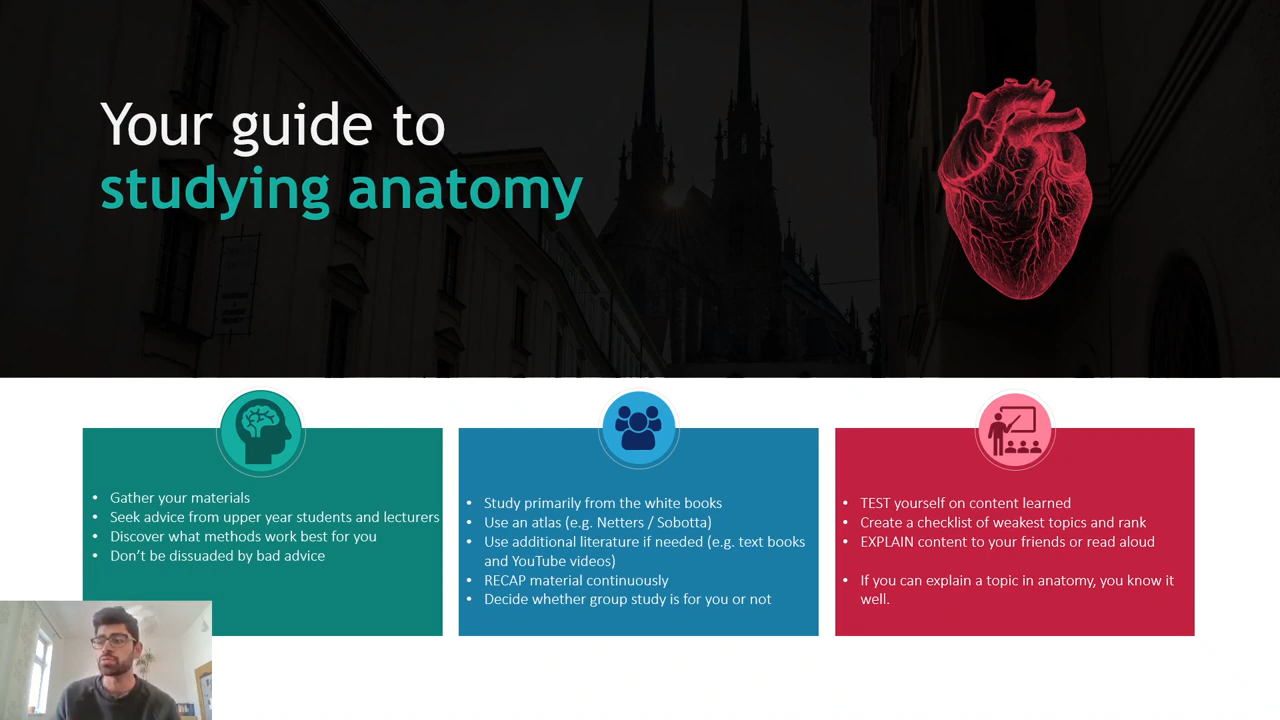 Your guide to
studying anatomy
• Gather your materials
• Seek advice from upper year students and lecturers
• Discover what methods work best for you
• Don’t be dissuaded by bad advice
• Study primarily from the white books
• Use an atlas (e.g. Netters / Sobotta)
• Use additional literature if needed (e.g. text books
and YouTube videos)
• RECAP material continuously
• Decide whether group study is for you or not
• TEST yourself on content learned
• Create a checklist of weakest topics and rank
• EXPLAIN content to your friends or read aloud
• If you can explain a topic in anatomy, you know it
well.